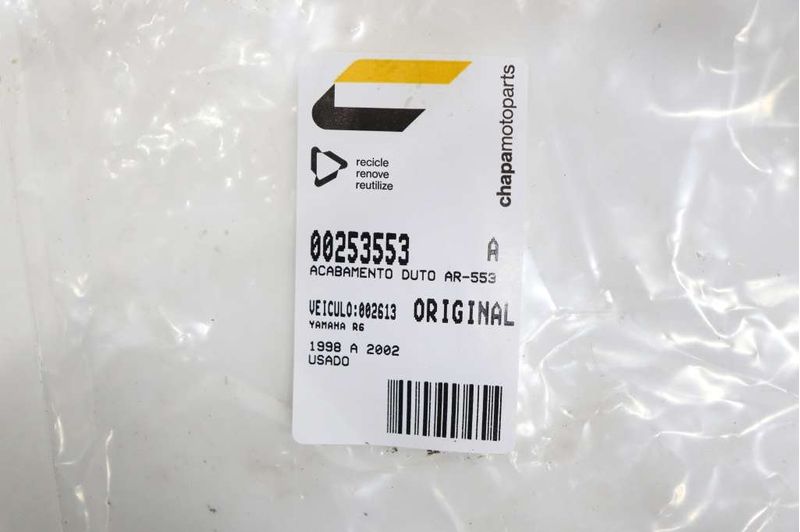 chapamotoparts
recicle
renove
reutilize
00253553 A
ACABAMENTO DUTO AR-553
VEICULO:002613 ORIGINAL
YAMAHA R6
1998 A 2002
USADO